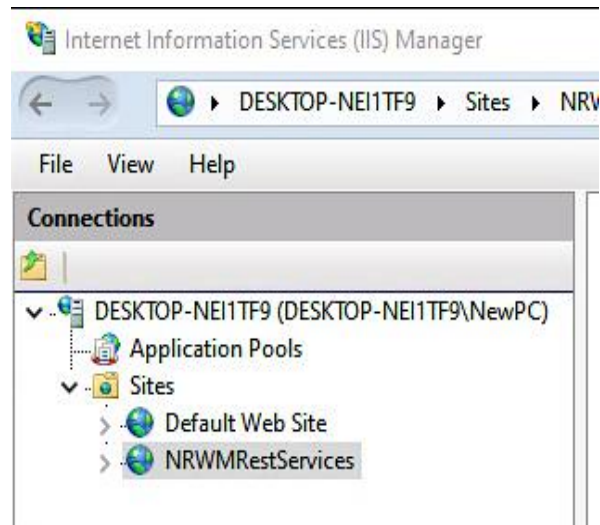 Internet Information Services (IIS) Manager
DESKTOP-NEI1TF9 Sites NRW
File View Help
Connections
DESKTOP-NEI1TF9 (DESKTOP-NEI1TF9\NewPC)
Application Pools
Sites
Default Web Site
NRWMRestServices